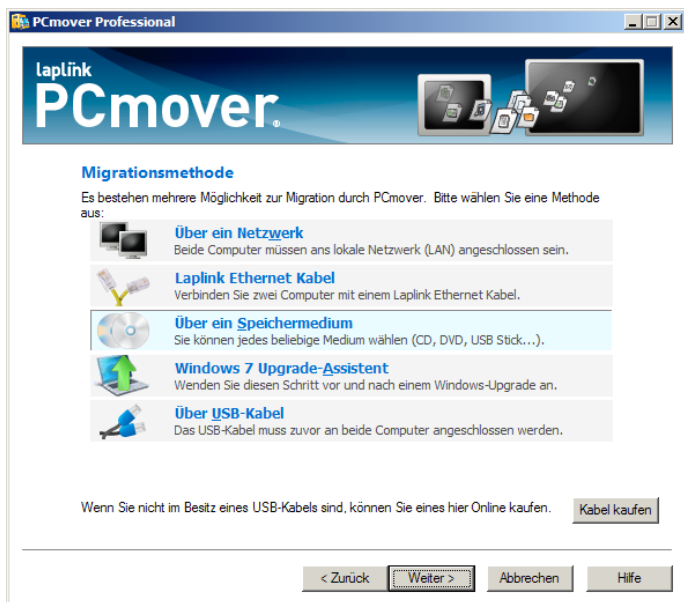 PCmover Professional
laplink
PCmover.
Migrationsmethode
Es bestehen mehrere Möglichkeit zur Migration durch PCmover. Bitte wählen Sie eine Methode
aus:
Über ein Netzwerk
Beide Computer müssen ans lokale Netzwerk (LAN) angeschlossen sein.
Laplink Ethernet Kabel
Verbinden Sie zwei Computer mit einem Laplink Ethernet Kabel.
Über ein Speichermedium
Sie können jedes beliebige Medium wählen (CD, DVD, USB Stick...).
Windows 7 Upgrade-Assistent
Wenden Sie diesen Schritt vor und nach einem Windows-Upgrade an.
Über USB-Kabel
Das USB-Kabel muss zuvor an beide Computer angeschlossen werden.
Wenn Sie nicht im Besitz eines USB-Kabels sind, können Sie eines hier Online kaufen.
Kabel kaufen
< Zurück
Weiter >
Abbrechen
Hilfe